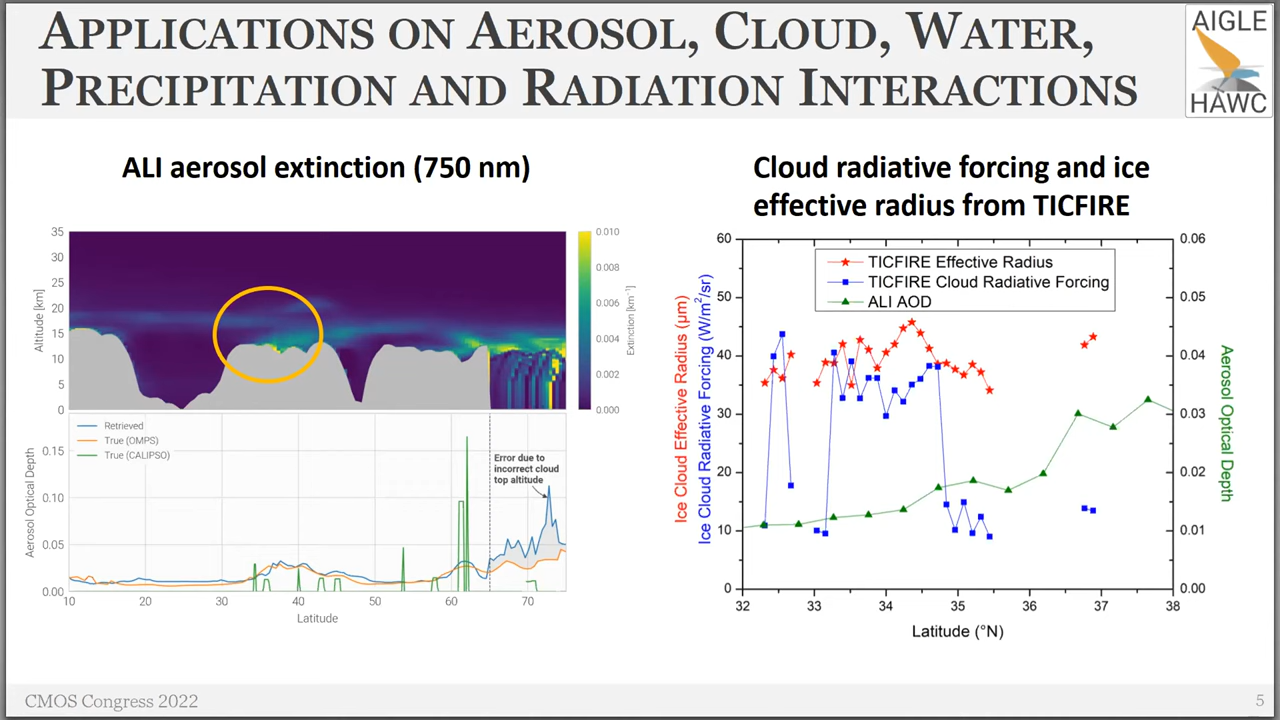 APPLICATIONS ON AEROSOL, CLOUD, WATER,
PRECIPITATION AND RADIATION INTERACTIONS
AIGLE
HAWC
ALI aerosol extinction (750 nm)
35
30
25
20
15
10
5
0
Altitude [km]
0.010
0.008
0.006
0.004
0.002
0.000
Extinction [km⁻¹]
Retrieved
True (OMPS)
True (CALIPSO)
Error due to
incorrect cloud
top altitude
0.15
0.10
0.05
0.00
Aerosol Optical Depth
10 20 30 40 50 60 70
Latitude
Cloud radiative forcing and ice
effective radius from TICFIRE
60
50
40
30
20
10
0
Ice Cloud Effective Radius (μm)
Ice Cloud Radiative Forcing (W/m²/sr)
TICFIRE Effective Radius
TICFIRE Cloud Radiative Forcing
ALI AOD
0.06
0.05
0.04
0.03
0.02
0.01
0.00
Aerosol Optical Depth
32 33 34 35 36 37 38
Latitude (°N)
CMOS Congress 2022
5